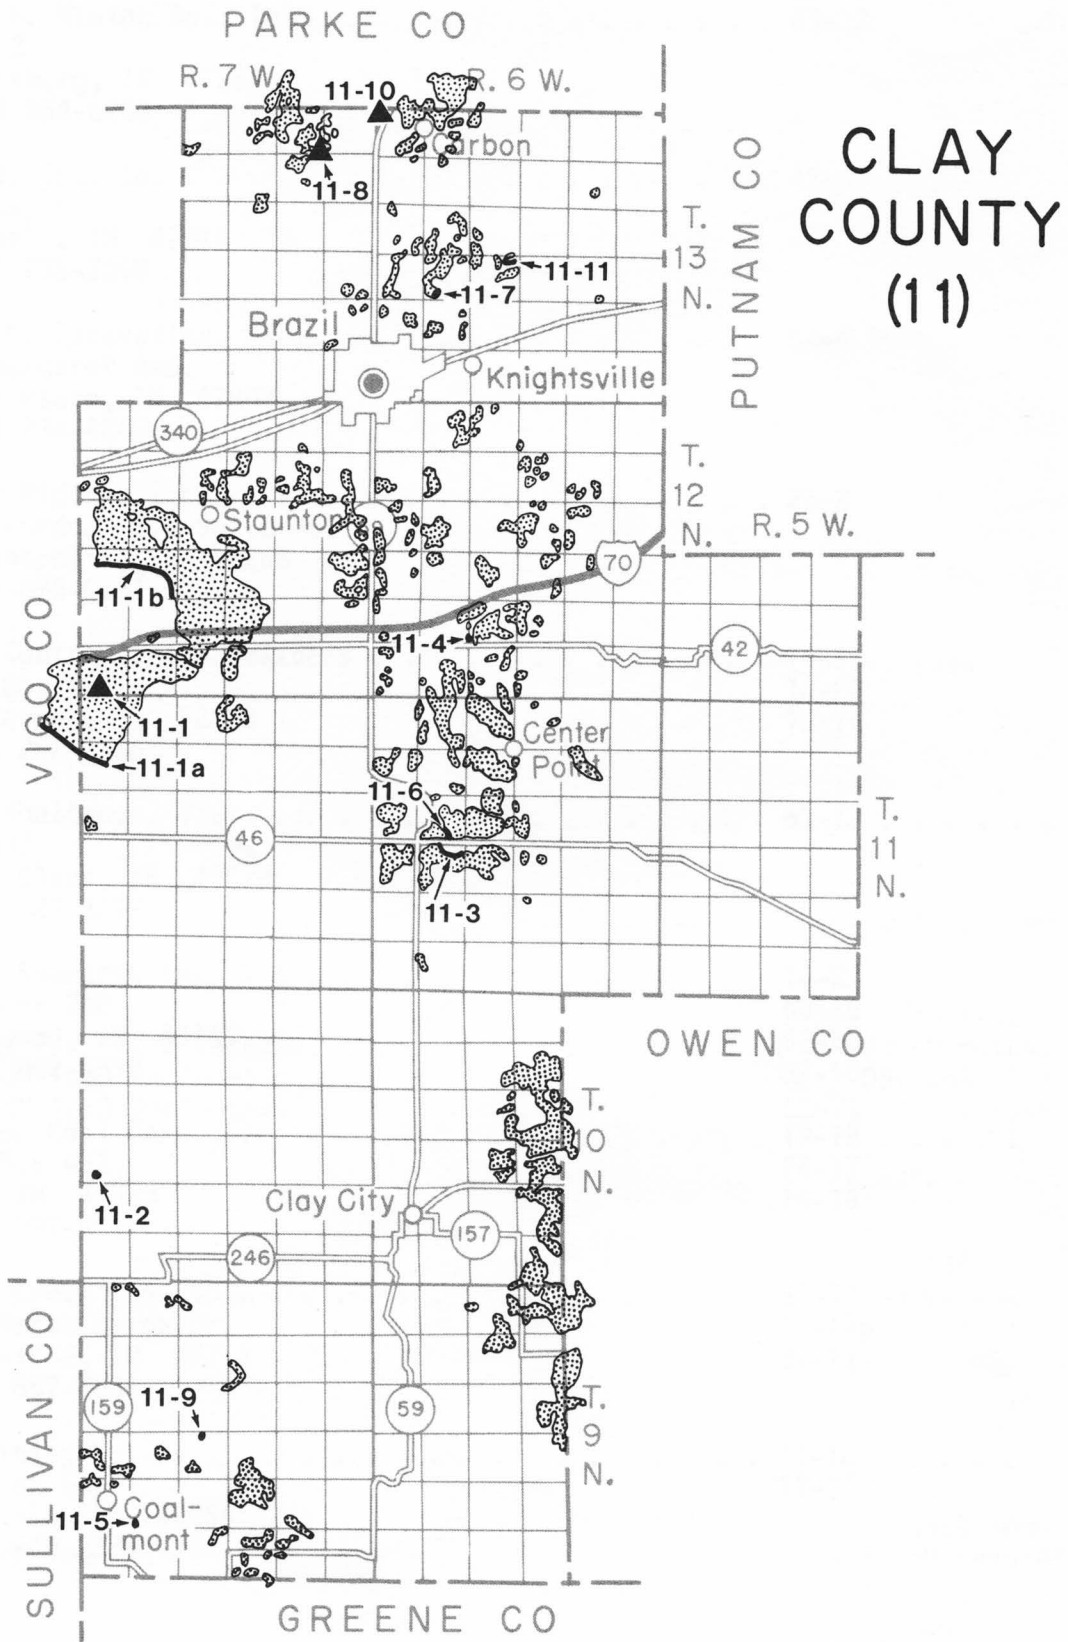 PARKE CO
R. 7 W.
R. 6 W.
11-10
Carbon
11-8
CLAY
COUNTY
(11)
PUTNAM CO
T.
13
N.
11-11
11-7
Brazil
Knightsville
340
T.
12
N.
Staunton
59
R. 5 W.
70
11-1b
VIGO CO
11-4
42
11-1
11-1a
Center
Point
11-6
46
T.
11
N.
11-3
OWEN CO
T.
10
N.
11-2
Clay City
157
246
SULLIVAN CO
159
11-9
59
T.
9
N.
Coal-
mont
11-5
GREENE CO